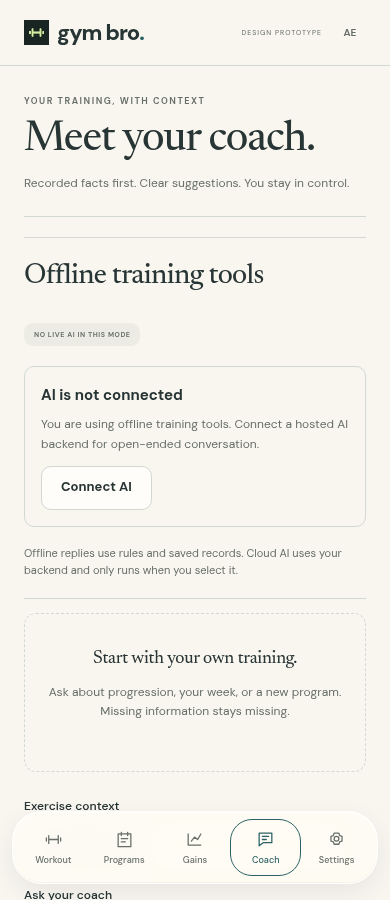 gym bro.
DESIGN PROTOTYPE
AE
YOUR TRAINING, WITH CONTEXT
Meet your coach.
Recorded facts first. Clear suggestions. You stay in control.
Offline training tools
NO LIVE AI IN THIS MODE
AI is not connected
You are using offline training tools. Connect a hosted AI
backend for open-ended conversation.
Connect AI
Offline replies use rules and saved records. Cloud AI uses your
backend and only runs when you select it.
Start with your own training.
Ask about progression, your week, or a new program.
Missing information stays missing.
Exercise context
Workout
Programs
Gains
Coach
Settings
Ask your coach